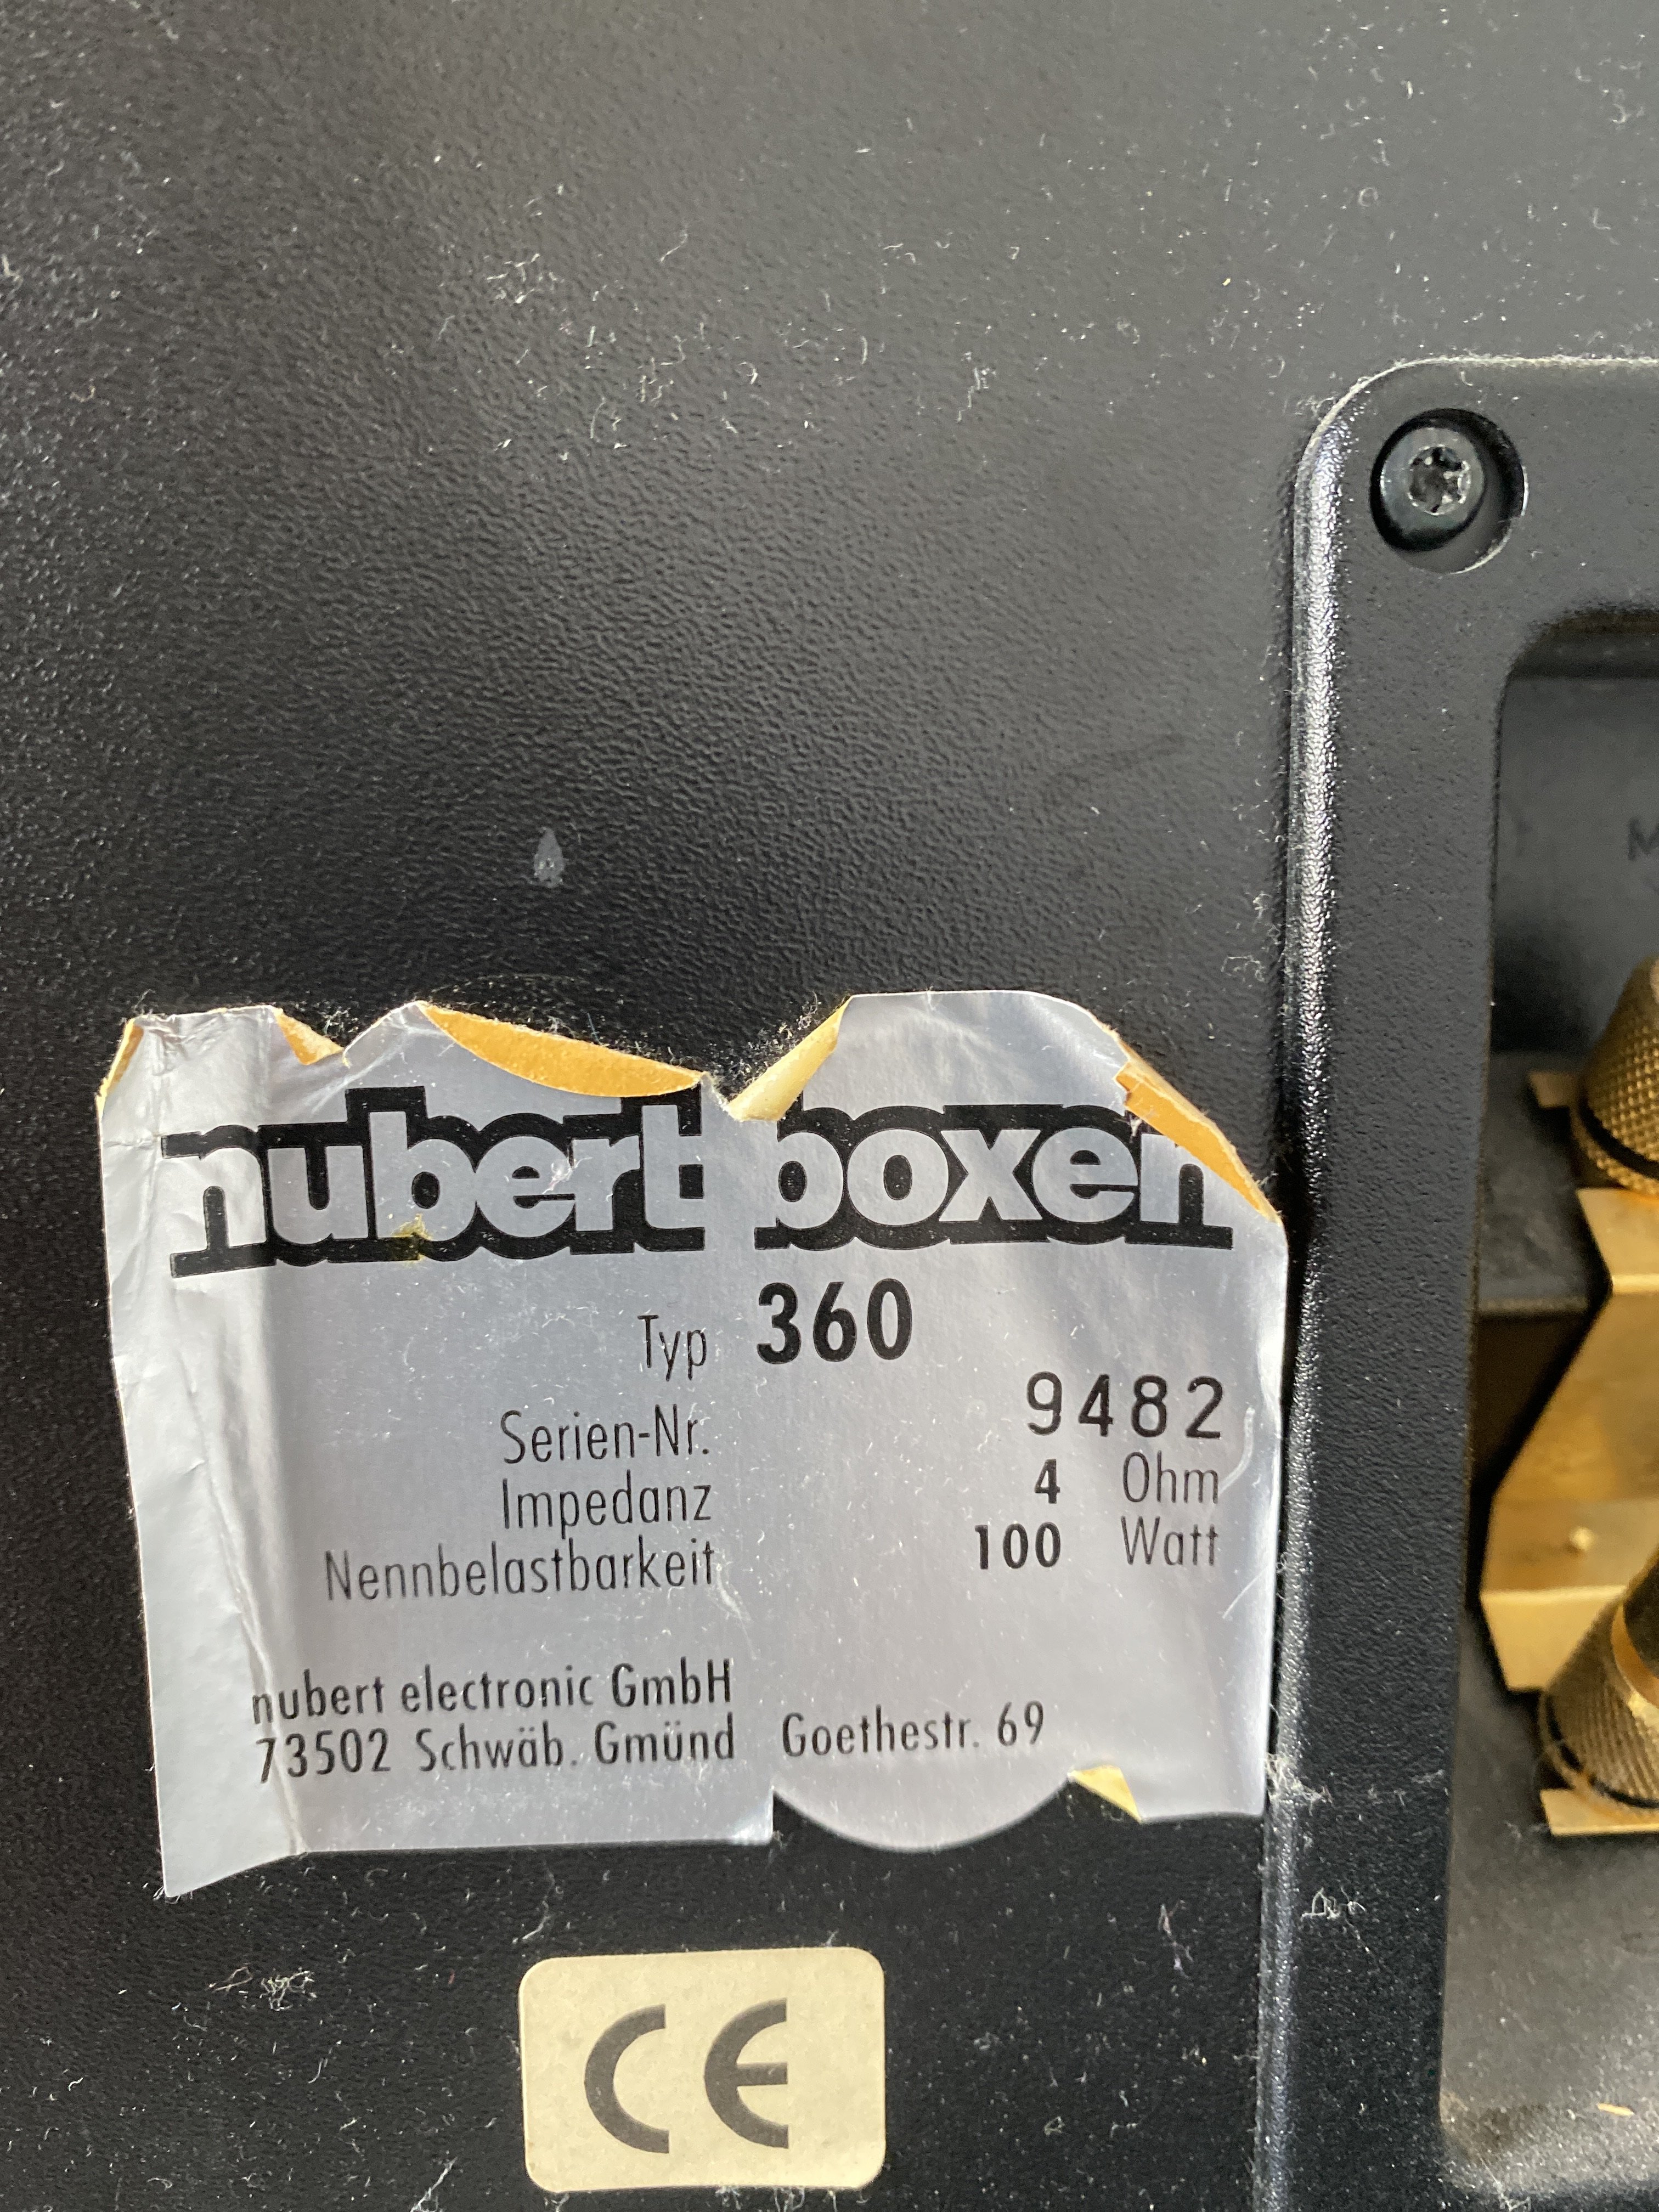 nubert boxen
Typ 360
Serien-Nr. 9482
Impedanz 4 Ohm
Nennbelastbarkeit 100 Watt
nubert electronic GmbH
73502 Schwäb. Gmünd Goethestr. 69
CE